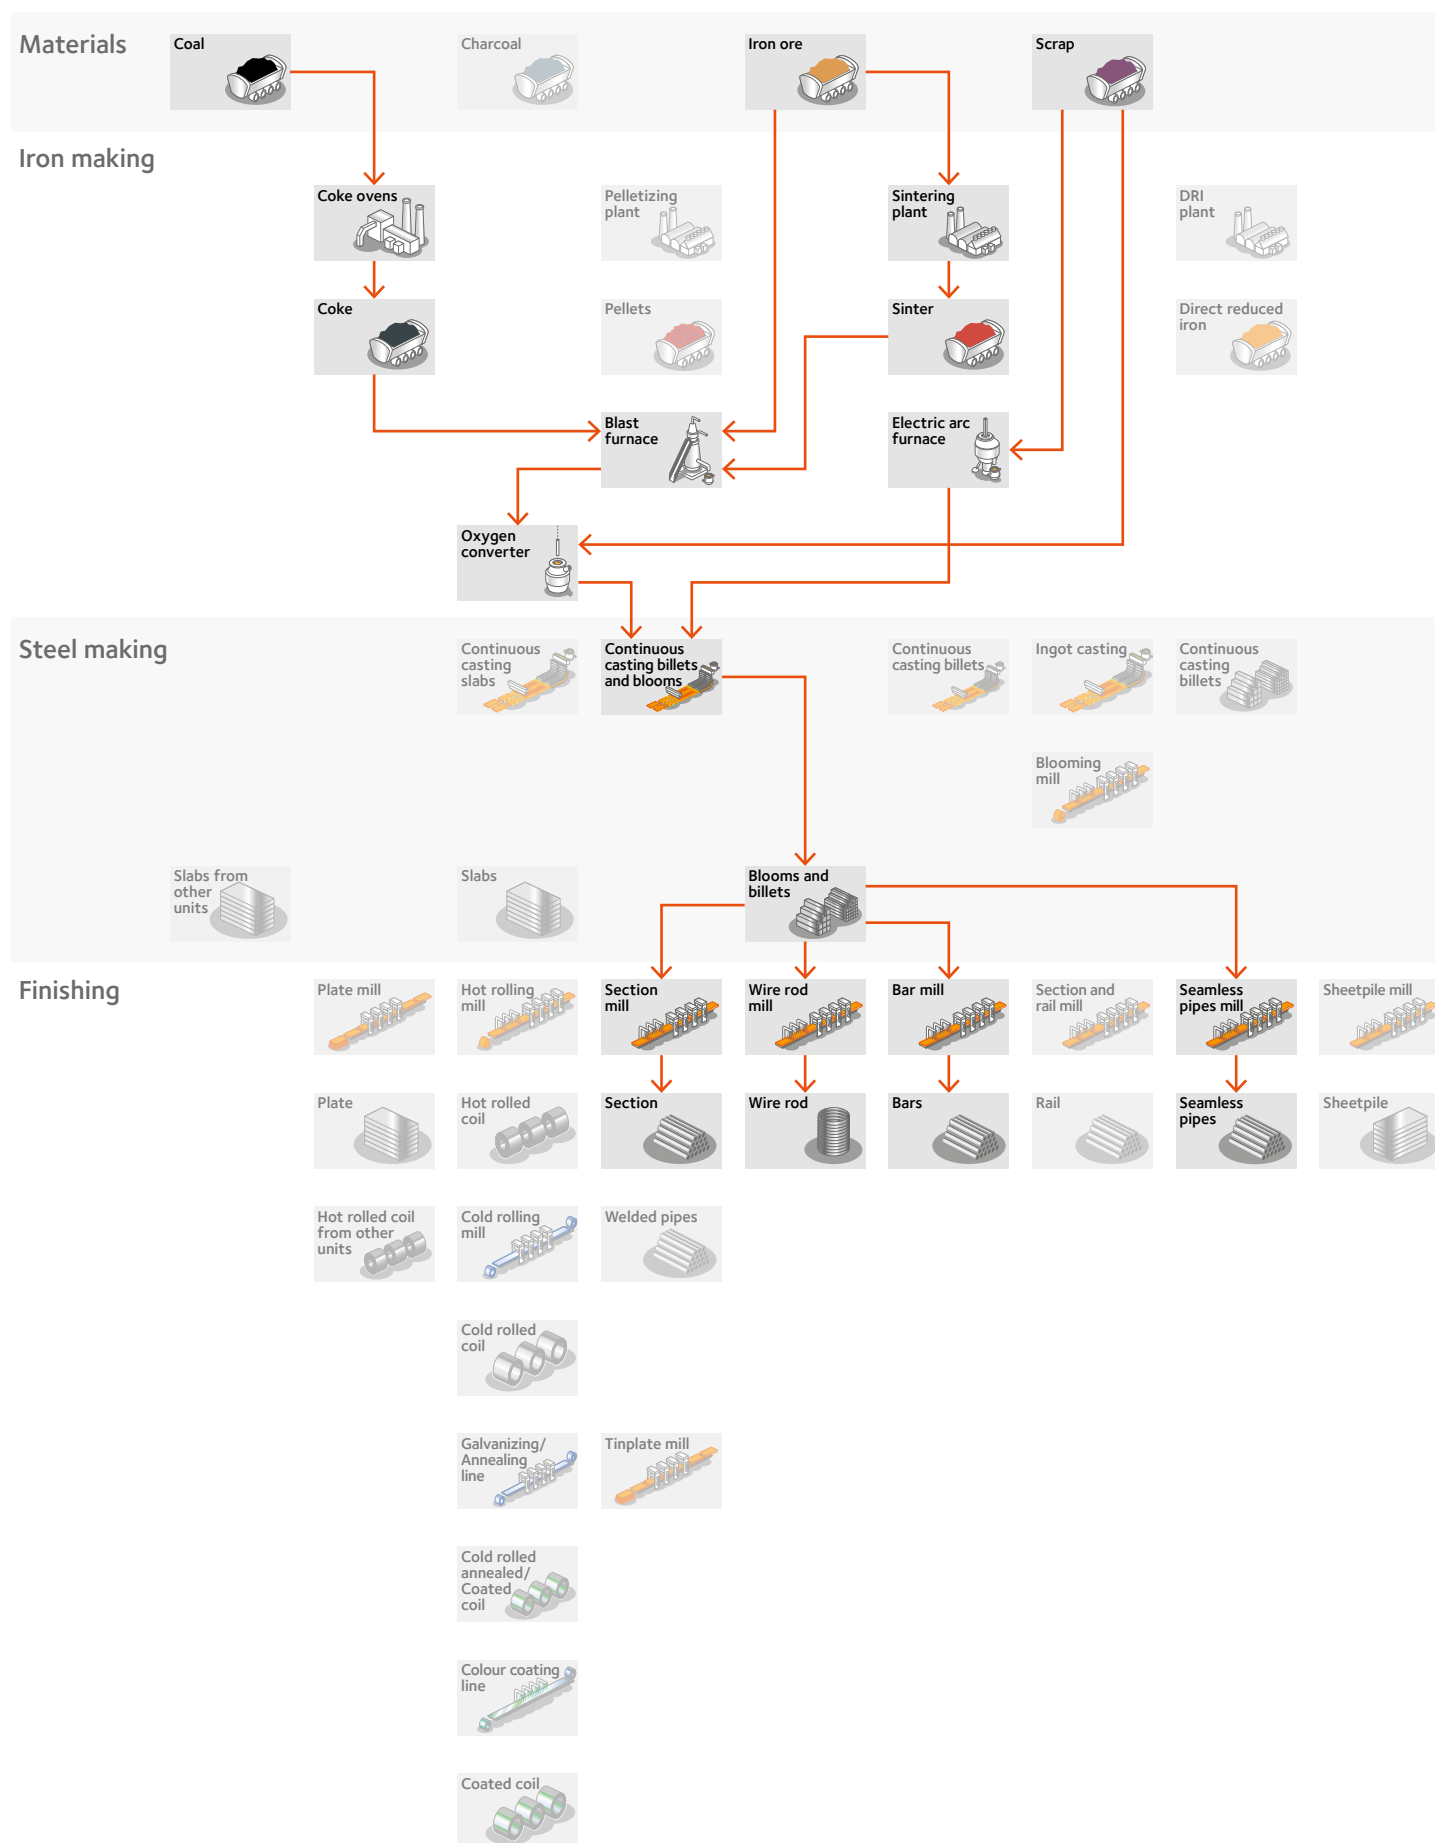 Materials
Coal
Charcoal
Iron ore
Scrap
Iron making
Coke ovens
Pelletizing
plant
Sintering
plant
DRI
plant
Coke
Pellets
Sinter
Direct reduced
iron
Blast
furnace
Electric arc
furnace
Oxygen
converter
Steel making
Continuous
casting
slabs
Continuous
casting billets
and blooms
Continuous
casting billets
Ingot casting
Continuous
casting
billets
Blooming
mill
Slabs from
other
units
Slabs
Blooms and
billets
Finishing
Plate mill
Hot rolling
mill
Section
mill
Wire rod
mill
Bar mill
Section and
rail mill
Seamless
pipes mill
Sheetpile mill
Plate
Hot rolled
coil
Section
Wire rod
Bars
Rail
Seamless
pipes
Sheetpile
Hot rolled coil
from other
units
Cold rolling
mill
Welded pipes
Cold rolled
coil
Galvanizing/
Annealing
line
Tinplate mill
Cold rolled
annealed/
Coated
coil
Colour coating
line
Coated coil